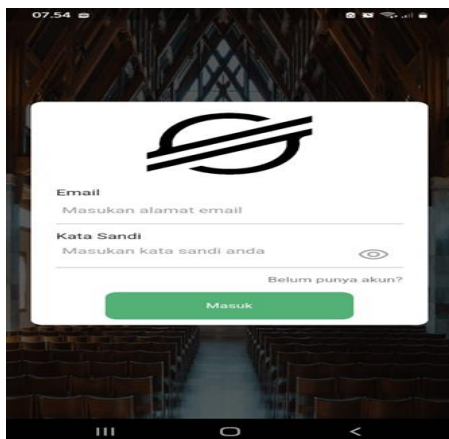 07.54
Email
Masukan alamat email
Kata Sandi
Masukan kata sandi anda
Belum punya akun?
Masuk